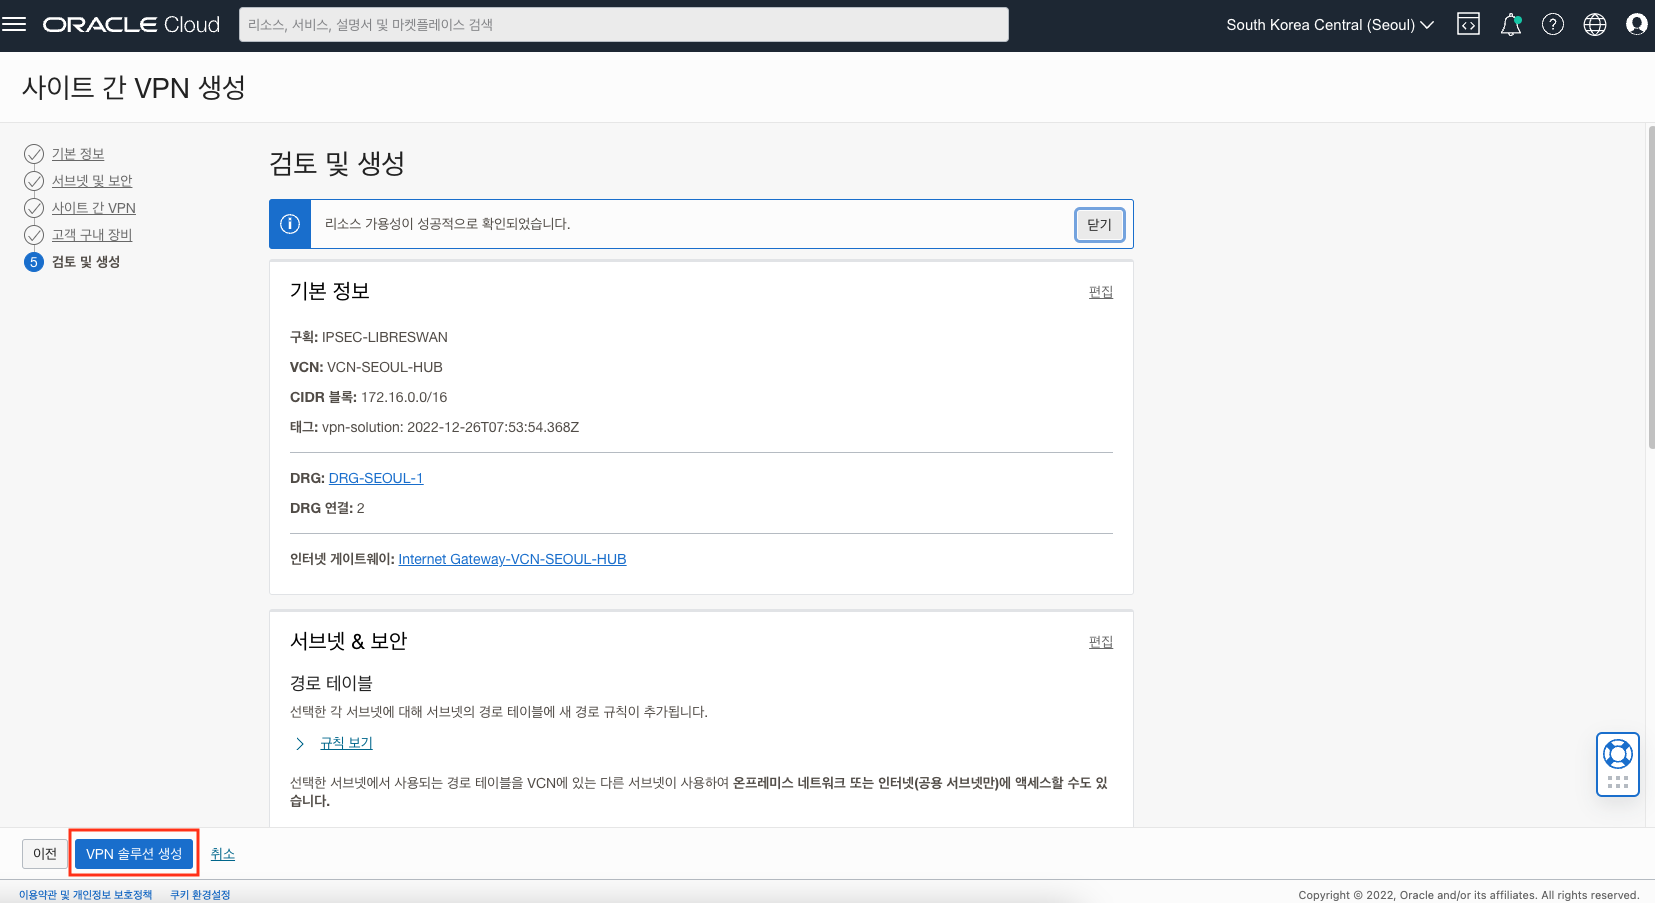 ORACLE Cloud
리소스, 서비스, 설명서 및 마켓플레이스 검색
South Korea Central (Seoul)
사이트 간 VPN 생성
기본 정보
서브넷 및 보안
사이트 간 VPN
고객 구내 장비
5 검토 및 생성
검토 및 생성
리소스 가용성이 성공적으로 확인되었습니다.
닫기
기본 정보
편집
구획: IPSEC-LIBRESWAN
VCN: VCN-SEOUL-HUB
CIDR 블록: 172.16.0.0/16
태그: vpn-solution: 2022-12-26T07:53:54.368Z
DRG: DRG-SEOUL-1
DRG 연결: 2
인터넷 게이트웨이: Internet Gateway-VCN-SEOUL-HUB
서브넷 & 보안
편집
경로 테이블
선택한 각 서브넷에 대해 서브넷의 경로 테이블에 새 경로 규칙이 추가됩니다.
규칙 보기
선택한 서브넷에서 사용되는 경로 테이블을 VCN에 있는 다른 서브넷이 사용하여 온프레미스 네트워크 또는 인터넷(공용 서브넷만)에 액세스할 수도 있
습니다.
이전
VPN 솔루션 생성
취소
이용약관 및 개인정보 보호정책
쿠키 환경설정
Copyright © 2022, Oracle and/or its affiliates. All rights reserved.